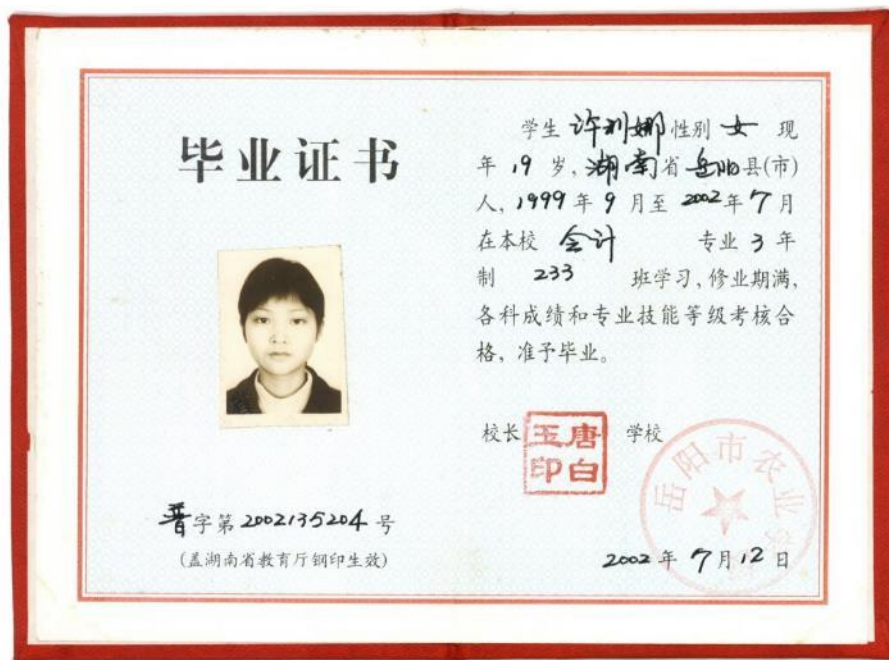 毕业证书
普字第2002135204号
(盖湖南省教育厅钢印生效)
学生 许利娜 性别 女 现
年 19 岁, 湖南省 岳阳县(市)
人, 1999年 9 月至 2002年 7月
在本校 会计 专业 3 年
制 233 班学习, 修业期满,
各科成绩和专业技能等级考核合
格, 准予毕业。
校长 唐白玉印 学校
岳阳市农业
2002年 7月12日